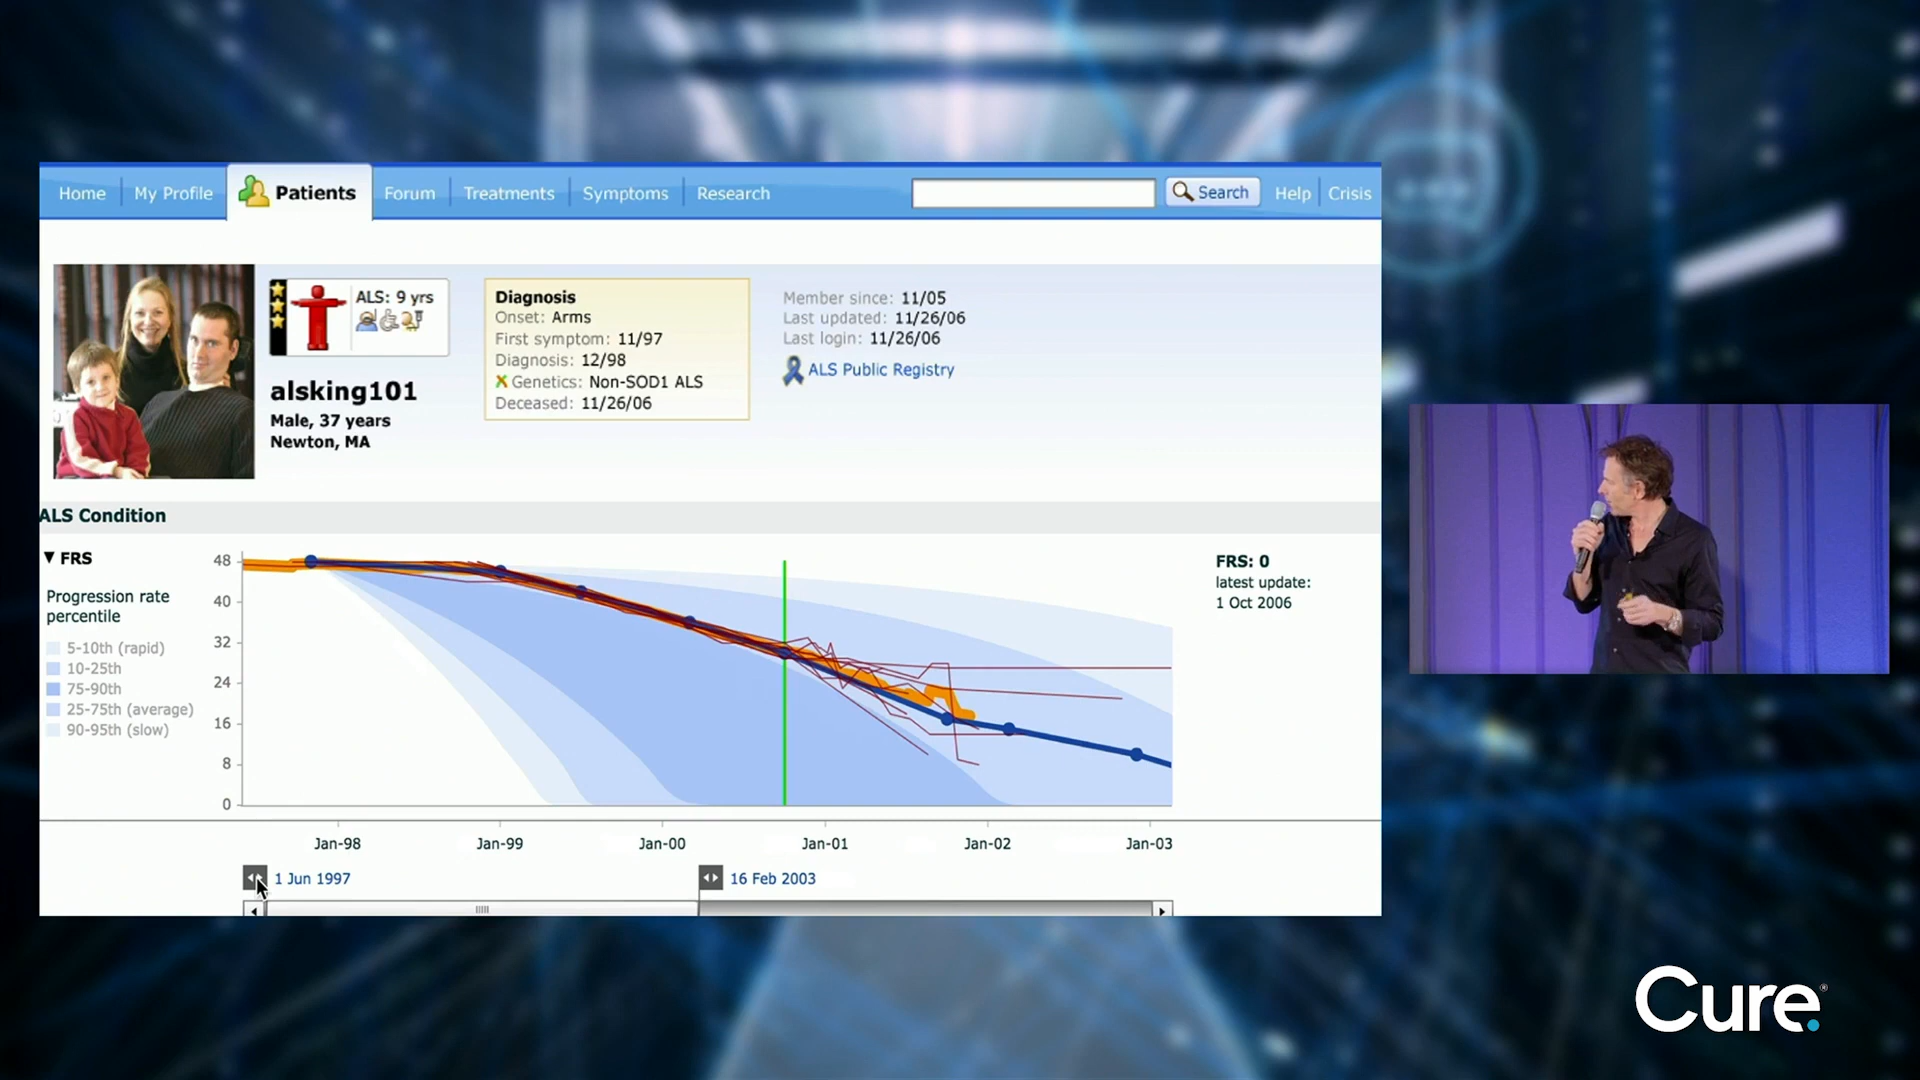 Home
My Profile
Patients
Forum
Treatments
Symptoms
Research
Search
Help
Crisis
ALS: 9 yrs
alsking101
Male, 37 years
Newton, MA
Diagnosis
Onset: Arms
First symptom: 11/97
Diagnosis: 12/98
Genetics: Non-SOD1 ALS
Deceased: 11/26/06
Member since: 11/05
Last updated: 11/26/06
Last login: 11/26/06
ALS Public Registry
ALS Condition
▼ FRS
Progression rate
percentile
5-10th (rapid)
10-25th
75-90th
25-75th (average)
90-95th (slow)
48
40
32
24
16
8
0
FRS: 0
latest update:
1 Oct 2006
Jan-98
Jan-99
Jan-00
Jan-01
Jan-02
Jan-03
1 Jun 1997
16 Feb 2003
Cure.®